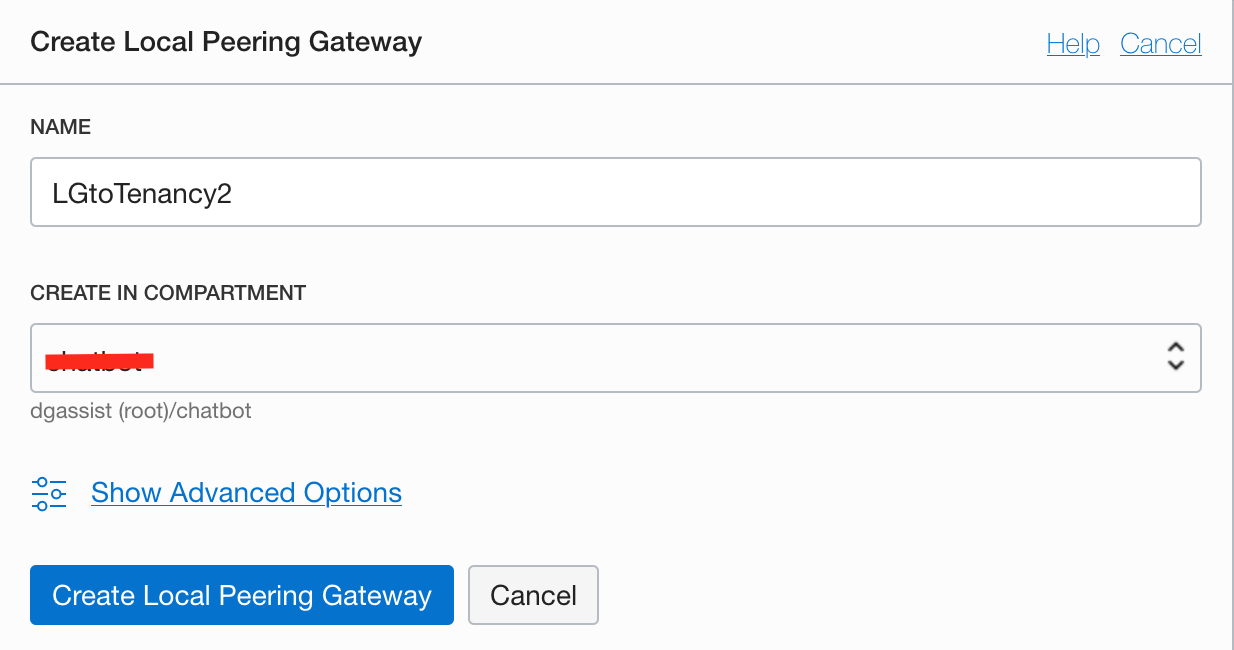 Create Local Peering Gateway
Help Cancel
NAME
LGtoTenancy2
CREATE IN COMPARTMENT
dgassist (root)/chatbot
Show Advanced Options
Create Local Peering Gateway
Cancel